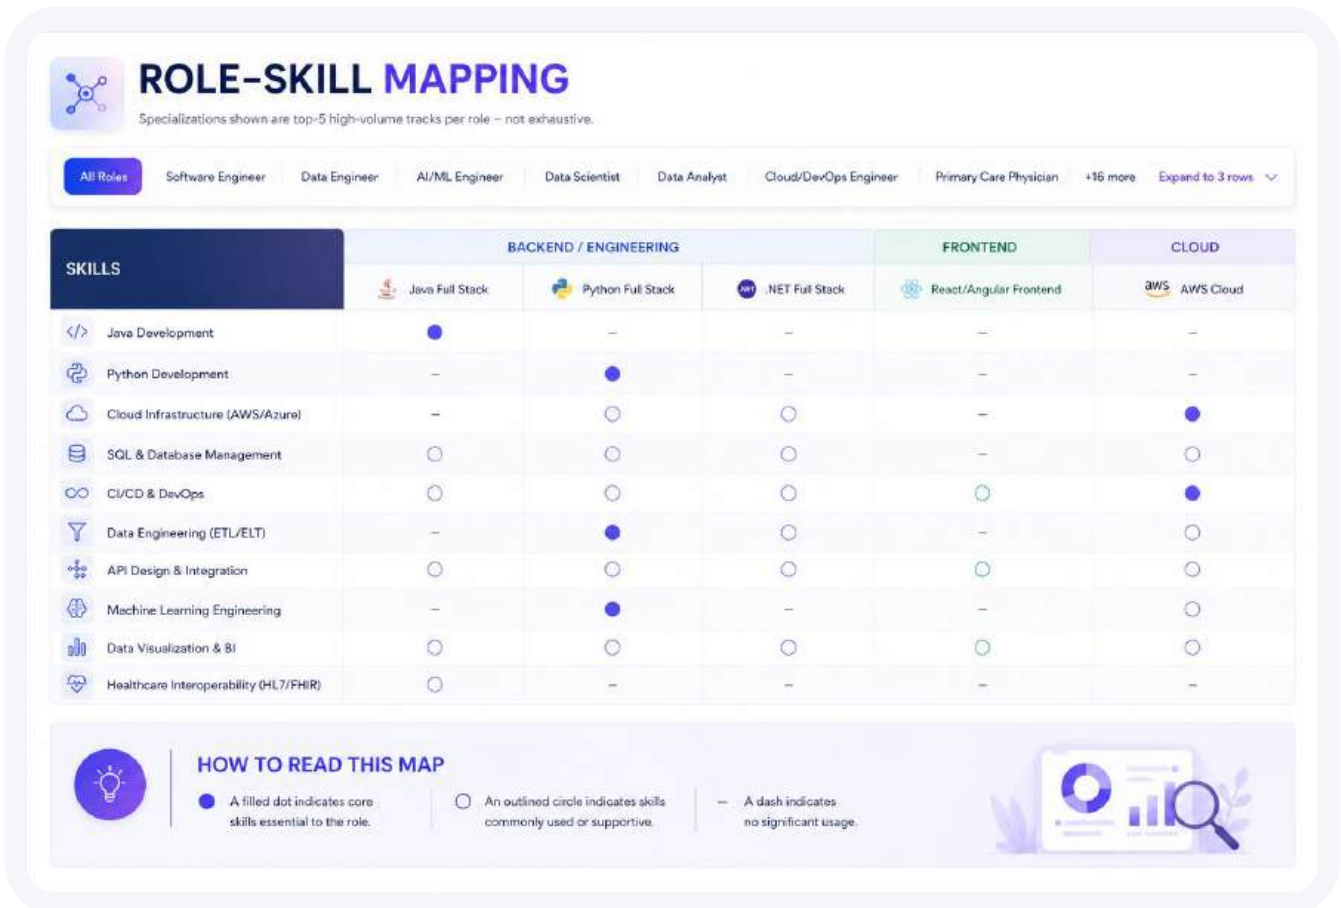 ROLE-SKILL MAPPING
Specializations shown are top-5 high-volume tracks per role – not exhaustive.
All Roles Software Engineer Data Engineer AI/ML Engineer Data Scientist Data Analyst Cloud/DevOps Engineer Primary Care Physician +16 more Expand to 3 rows
SKILLS
BACKEND / ENGINEERING FRONTEND CLOUD
Java Full Stack Python Full Stack .NET .NET Full Stack React/Angular Frontend aws AWS Cloud
Java Development – – – –
Python Development – – – –
Cloud Infrastructure (AWS/Azure) – –
SQL & Database Management –
CI/CD & DevOps
Data Engineering (ETL/ELT) – –
API Design & Integration
Machine Learning Engineering – – –
Data Visualization & BI
Healthcare Interoperability (HL7/FHIR) – – – –
HOW TO READ THIS MAP
A filled dot indicates core
skills essential to the role.
An outlined circle indicates skills
commonly used or supportive.
– A dash indicates
no significant usage.